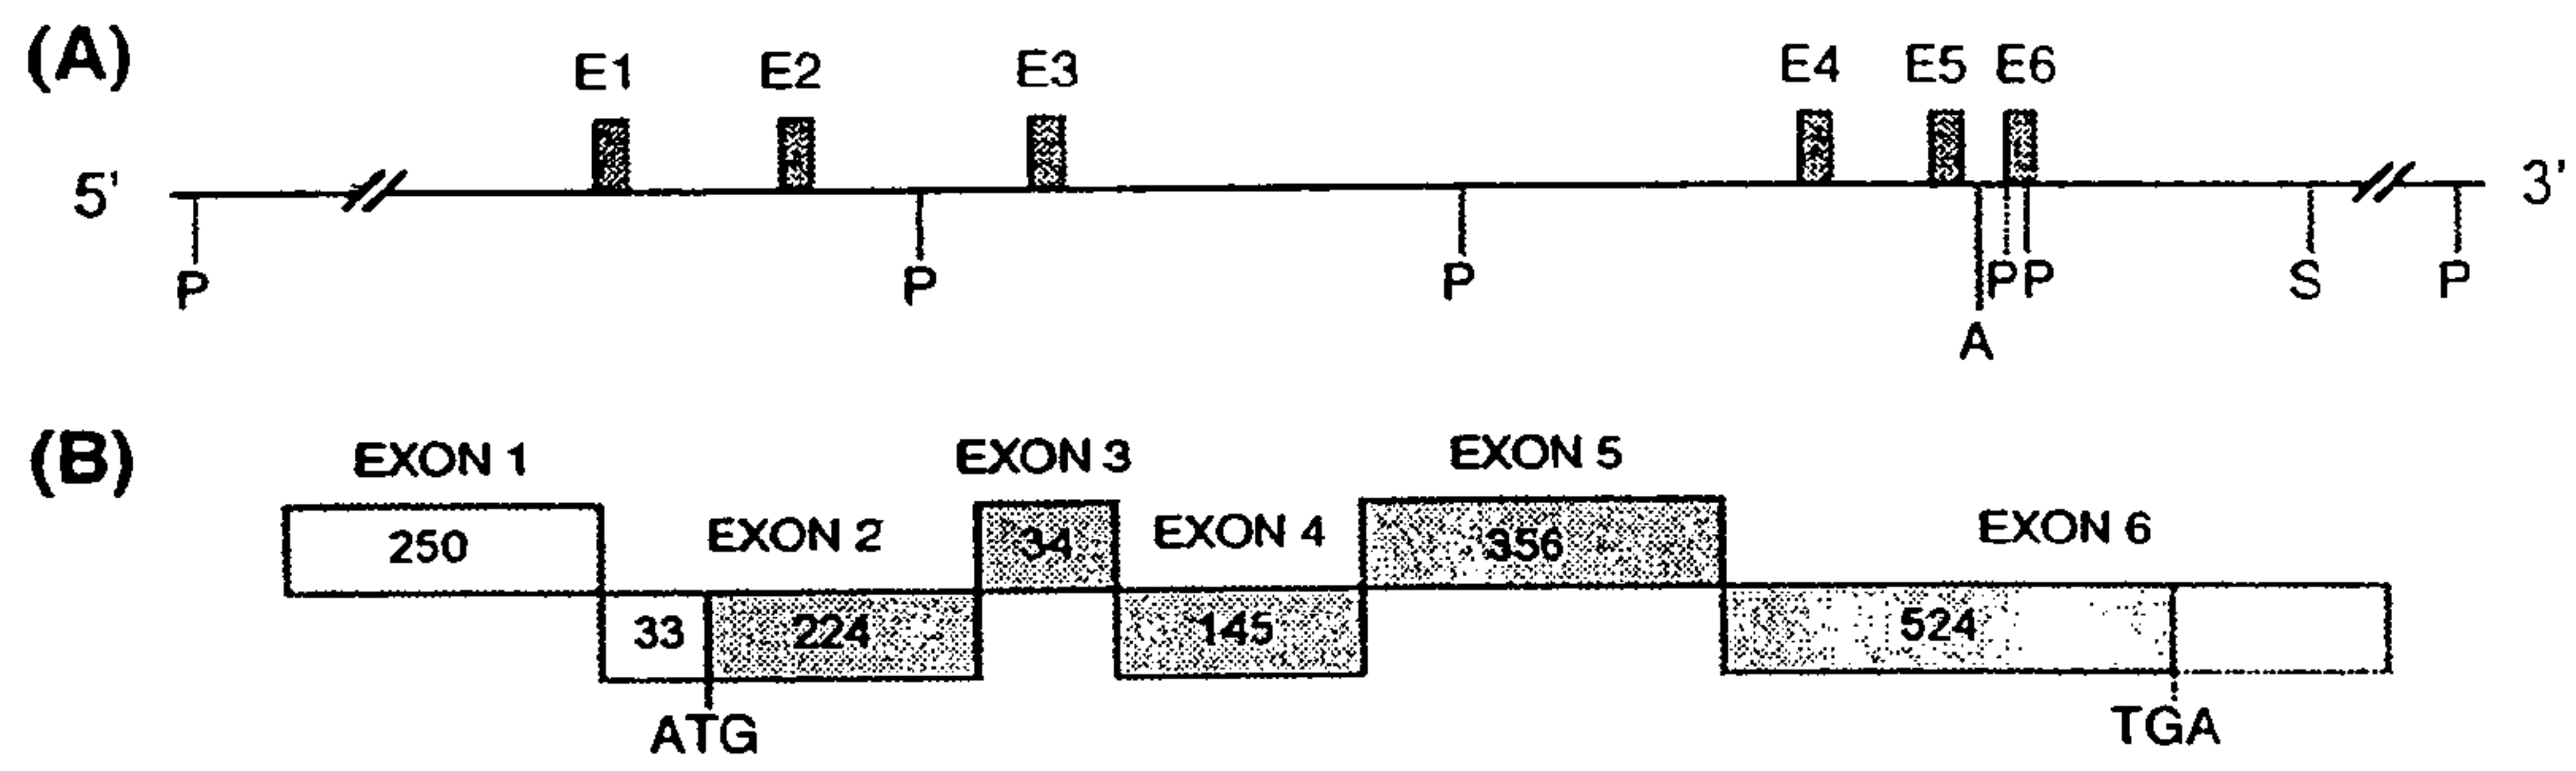 (A)
E1 E2 E3 E4 E5 E6
5' 3'
P P P P P S P
A
(B)
EXON 1 EXON 3 EXON 5
EXON 2 EXON 4 EXON 6
250 34 356
33 224 145 524
ATG TGA